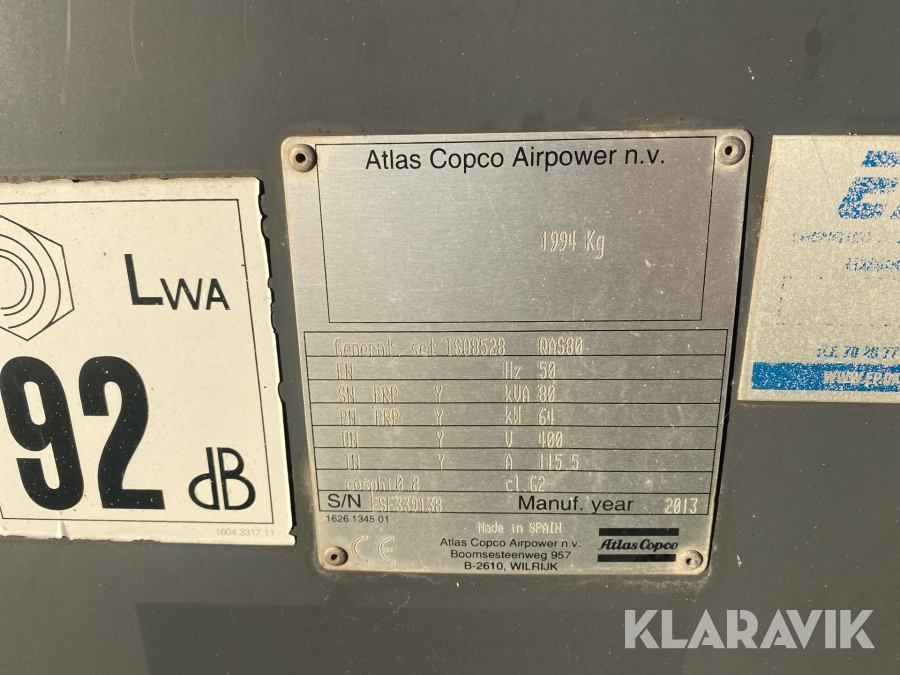 LWA
92
dB
1604 3317 11
Atlas Copco Airpower n.v.
1994 Kg
Generat. set ISO8528 QAS80
FN Hz 50
SN PRP Y kVA 80
PN PRP Y kW 64
UN Y V 400
IN Y A 115.5
cosphi0.8 cl.G2
S/N ESF339138 Manuf. year 2013
1626 1345 01
Made in SPAIN
CE
Atlas Copco Airpower n.v.
Boomsesteenweg 957
B-2610, WILRIJK
Atlas Copco
KLARAVIK